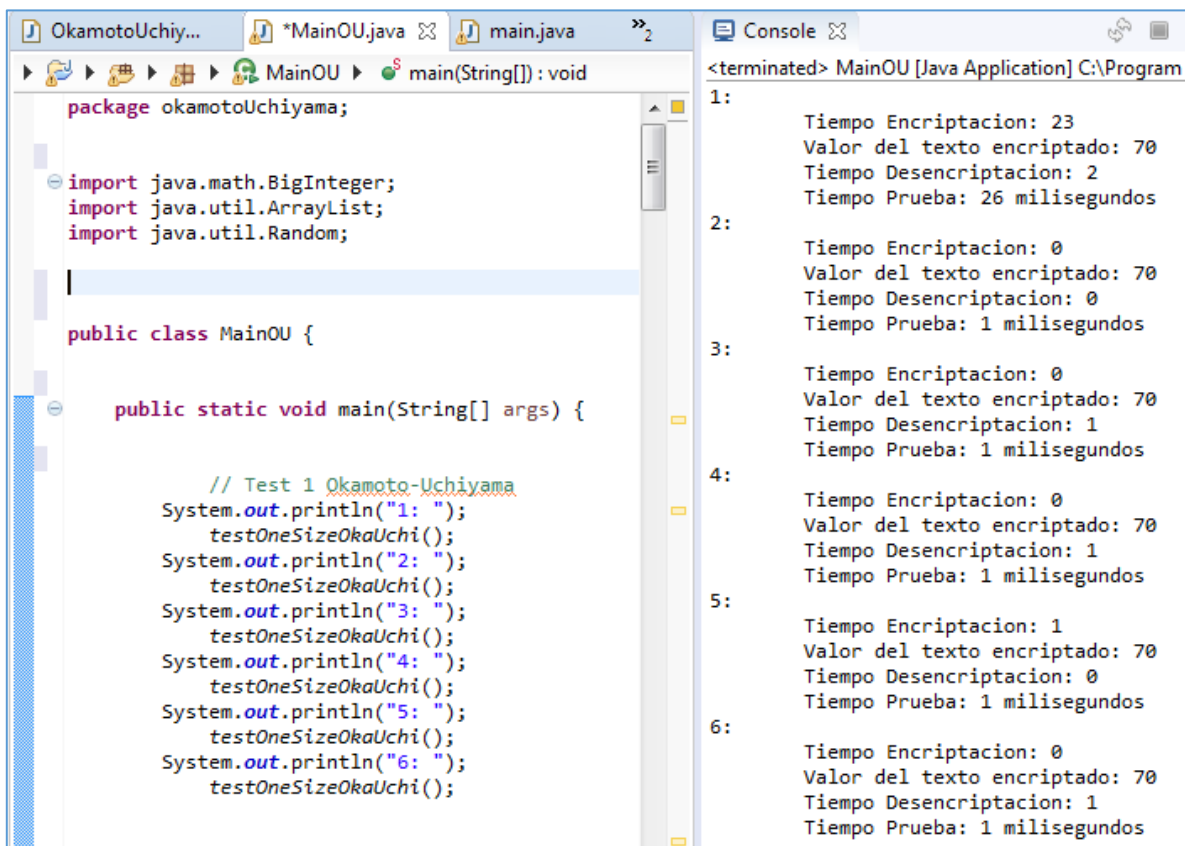 OkamotoUchiy...
*MainOU.java
main.java
»2
MainOU
main(String[]) : void
package okamotoUchiyama;
import java.math.BigInteger;
import java.util.ArrayList;
import java.util.Random;
public class MainOU {
public static void main(String[] args) {
// Test 1 Okamoto-Uchiyama
System.out.println("1: ");
testOneSizeOkaUchi();
System.out.println("2: ");
testOneSizeOkaUchi();
System.out.println("3: ");
testOneSizeOkaUchi();
System.out.println("4: ");
testOneSizeOkaUchi();
System.out.println("5: ");
testOneSizeOkaUchi();
System.out.println("6: ");
testOneSizeOkaUchi();
Console
<terminated> MainOU [Java Application] C:\Program
1:
Tiempo Encriptacion: 23
Valor del texto encriptado: 70
Tiempo Desencriptacion: 2
Tiempo Prueba: 26 milisegundos
2:
Tiempo Encriptacion: 0
Valor del texto encriptado: 70
Tiempo Desencriptacion: 0
Tiempo Prueba: 1 milisegundos
3:
Tiempo Encriptacion: 0
Valor del texto encriptado: 70
Tiempo Desencriptacion: 1
Tiempo Prueba: 1 milisegundos
4:
Tiempo Encriptacion: 0
Valor del texto encriptado: 70
Tiempo Desencriptacion: 1
Tiempo Prueba: 1 milisegundos
5:
Tiempo Encriptacion: 1
Valor del texto encriptado: 70
Tiempo Desencriptacion: 0
Tiempo Prueba: 1 milisegundos
6:
Tiempo Encriptacion: 0
Valor del texto encriptado: 70
Tiempo Desencriptacion: 1
Tiempo Prueba: 1 milisegundos